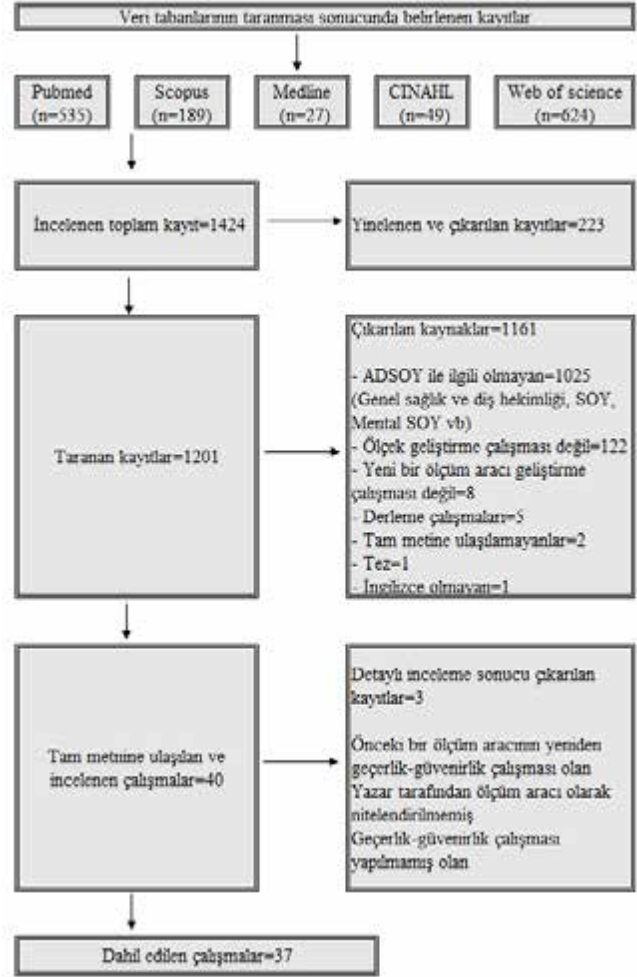 Veri tabanlarının taranması sonucunda belirlenen kayıtlar
Pubmed
(n=535)
Scopus
(n=189)
Medline
(n=27)
CINAHL
(n=49)
Web of science
(n=624)
İncelenen toplam kayıt=1424
Yinelenen ve çıkarılan kayıtlar=223
Taranan kayıtlar=1201
Çıkarılan kaynaklar=1161
- ADSOY ile ilgili olmayan=1025
(Genel sağlık ve diş hekimliği, SOY,
Mental SOY vb)
- Ölçek geliştirme çalışması değil=122
- Yeni bir ölçüm aracı geliştirme
çalışması değil=8
- Derleme çalışmaları=5
- Tam metine ulaşılamayanlar=2
- Tez=1
- İngilizce olmayan=1
Tam metnine ulaşılan ve
incelenen çalışmalar=40
Detaylı inceleme sonucu çıkarılan
kayıtlar=3
Önceki bir ölçüm aracının yeniden
geçerlik-güvenirlik çalışması olan
Yazar tarafından ölçüm aracı olarak
nitelendirilmemiş
Geçerlik-güvenirlik çalışması
yapılmamış olan
Dahil edilen çalışmalar=37